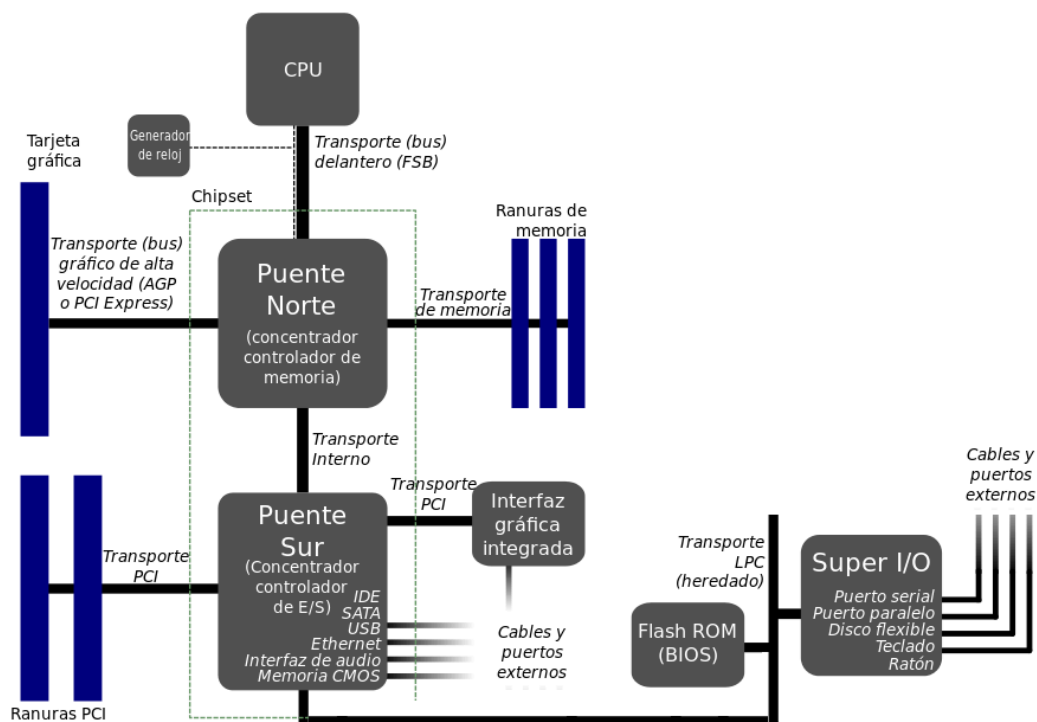 CPU
Generador
de reloj
Transporte (bus)
delantero (FSB)
Tarjeta
gráfica
Chipset
Ranuras de
memoria
Transporte (bus)
gráfico de alta
velocidad (AGP
o PCI Express)
Puente
Norte
(concentrador
controlador de
memoria)
Transporte
de memoria
Transporte
Interno
Transporte
PCI
Interfaz
gráfica
integrada
Puente
Sur
(Concentrador
controlador
de E/S)
IDE
SATA
USB
Ethernet
Interfaz de audio
Memoria CMOS
Transporte
PCI
Ranuras PCI
Cables y
puertos
externos
Transporte
LPC
(heredado)
Flash ROM
(BIOS)
Super I/O
Puerto serial
Puerto paralelo
Disco flexible
Teclado
Ratón
Cables y
puertos
externos